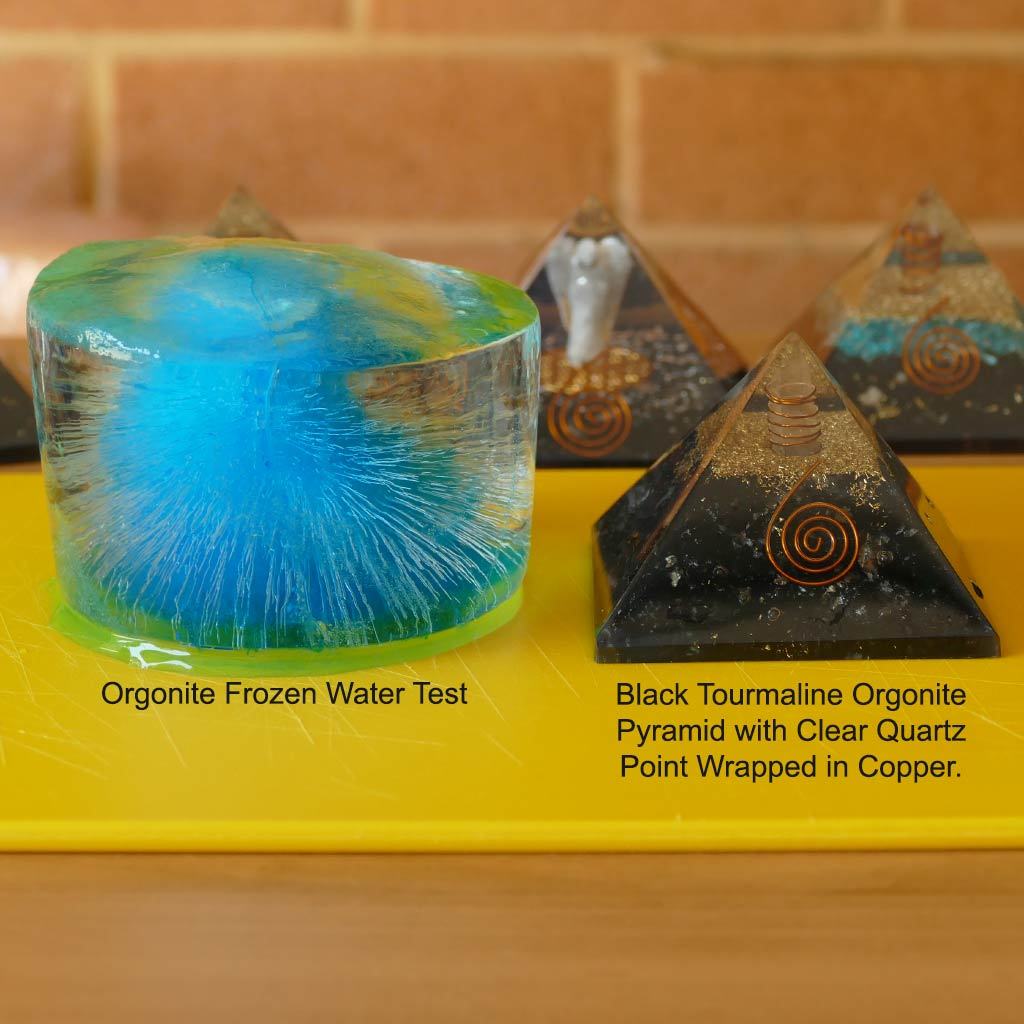 Orgonite Frozen Water Test
Black Tourmaline Orgonite
Pyramid with Clear Quartz
Point Wrapped in Copper.